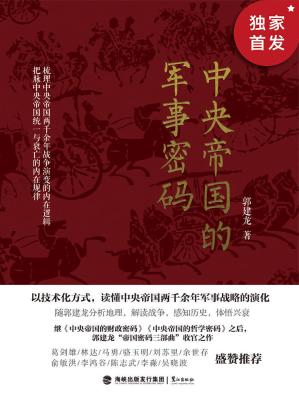 独家
首发
中央帝国的
军事密码
郭建龙 著
梳理中央帝国两千余年战争演变的内在逻辑
把脉中央帝国统一与衰亡的内在规律
以技术化方式，读懂中央帝国两千余年军事战略的演化
随郭建龙分析地理，解读战争，感知历史，体悟兴衰
继《中央帝国的财政密码》《中央帝国的哲学密码》之后，
郭建龙“帝国密码三部曲”收官之作
葛剑雄/林达/马勇/骆玉明/刘苏里/余世存
俞敏洪/李鸿谷/陈志武/李淼/吴晓波
盛赞推荐
海峡出版发行集团
鹭江出版社